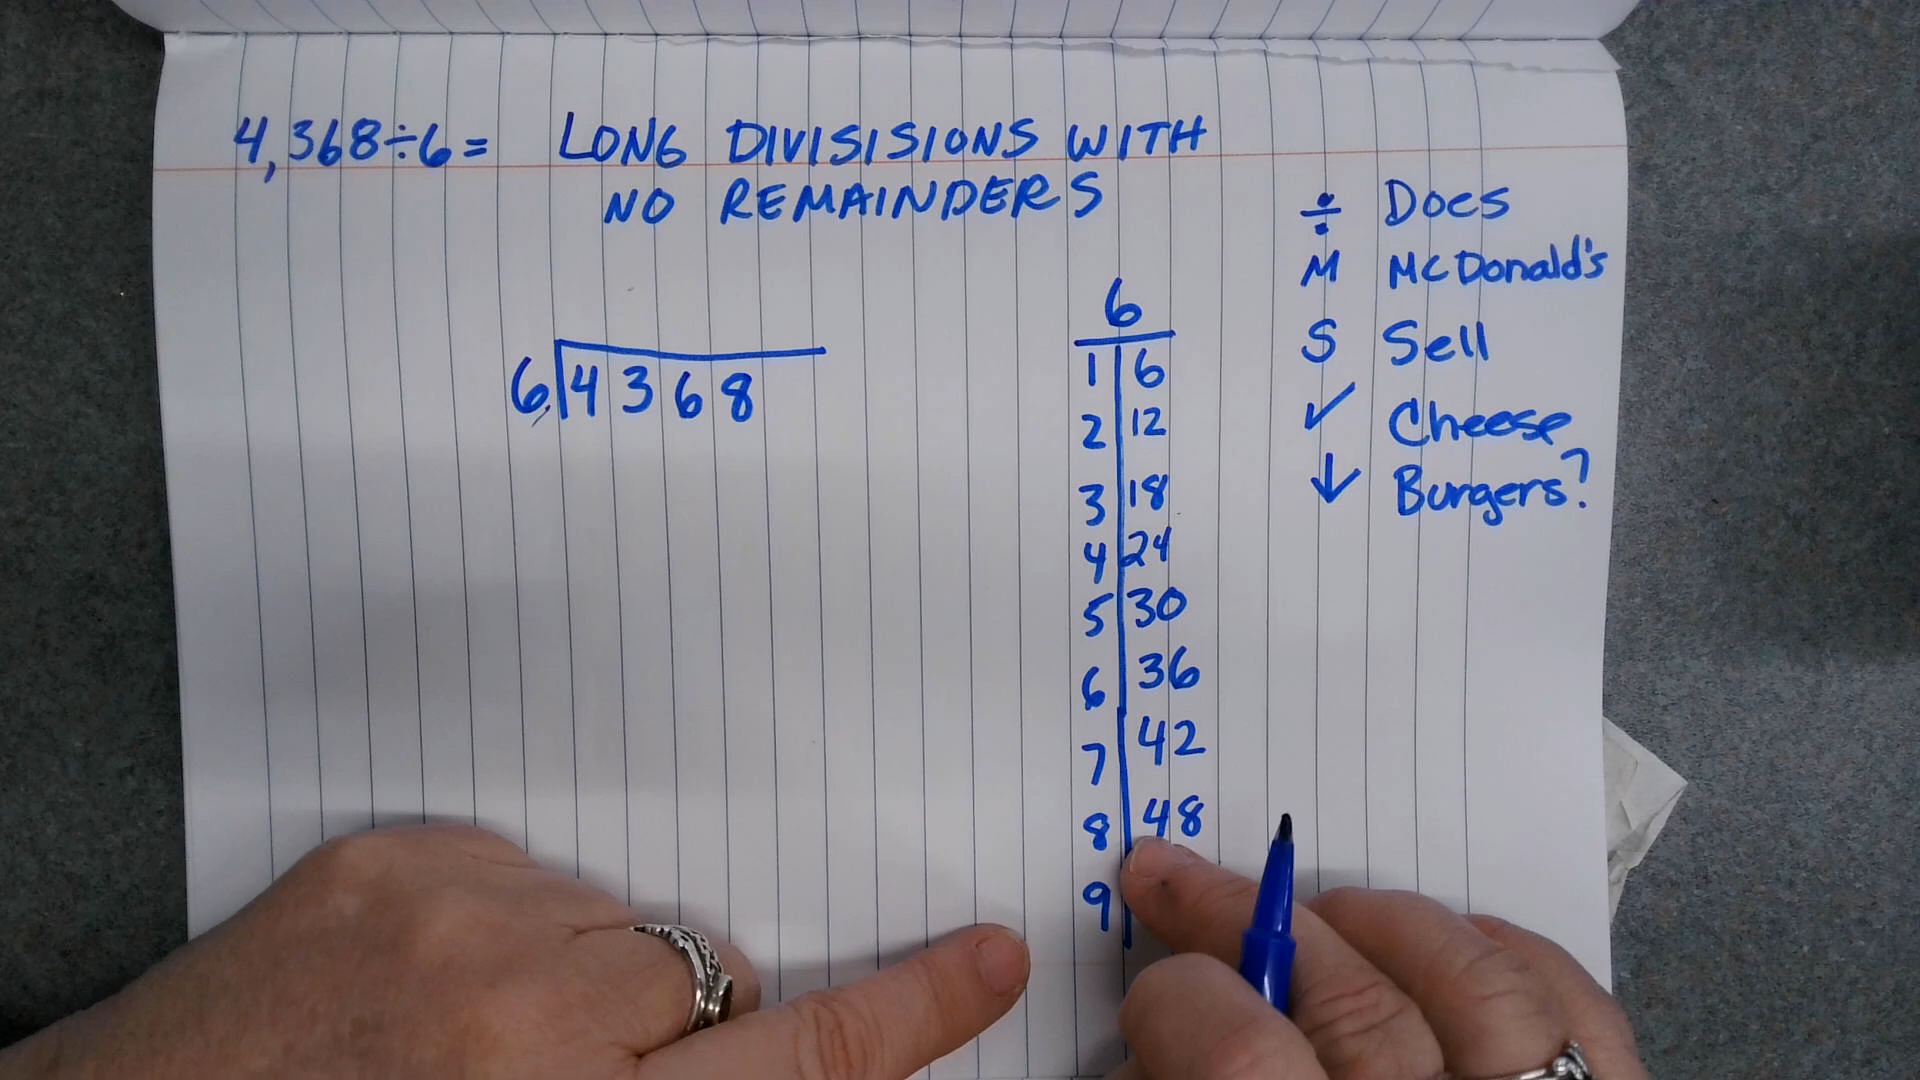 4,368÷6= LONG DIVISISIONS WITH
NO REMAINDERS
÷ Does
M McDonald's
S Sell
✓ Cheese
↓ Burgers?
6
6 4368
1 6
2 12
3 18
4 24
5 30
6 36
7 42
8 48
9